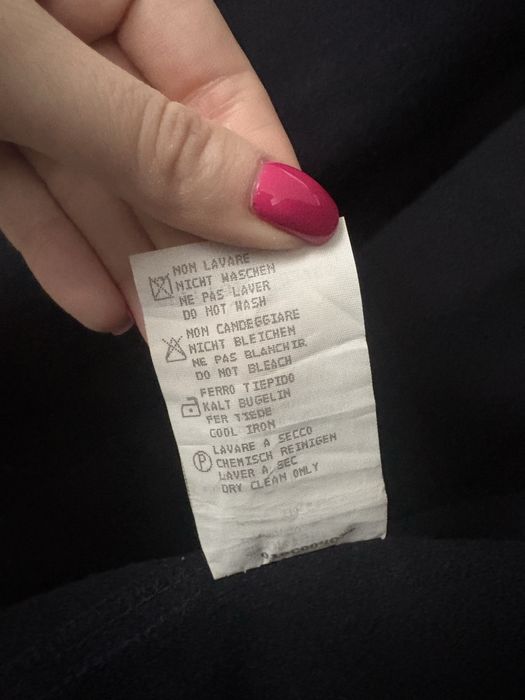 NON LAVARE
NICHT WASCHEN
NE PAS LAVER
DO NOT WASH
NON CANDEGGIARE
NICHT BLEICHEN
NE PAS BLANCHIR
DO NOT BLEACH
FERRO TIEPIDO
KALT BUGELIN
FER TIEDE
COOL IRON
P
LAVARE A SECCO
CHEMISCH REINIGEN
LAVER A SEC
DRY CLEAN ONLY